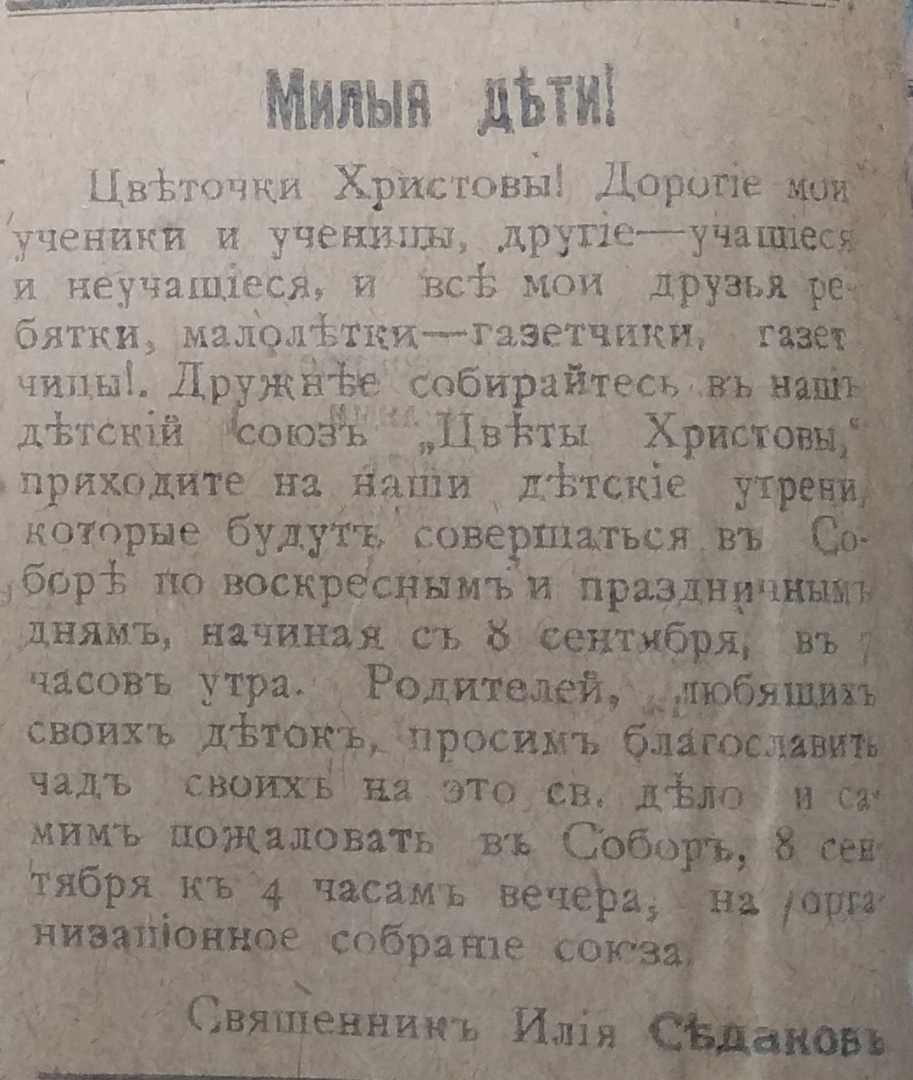 Милыя дѣти!
Цвѣточки Христовы! Дорогіе мои
ученики и ученицы, другіе—учащіеся
и неучащіеся, и всѣ мои друзья ре-
бятки, малолѣтки—газетчики, газет
чицы!. Дружнѣе собирайтесь въ нашъ
дѣтскій союзъ „Цвѣты Христовы,“
приходите на наши дѣтскіе утрени,
которые будутъ совершаться въ Со-
борѣ по воскреснымъ и праздничнымъ
днямъ, начиная съ 8 сентября, въ 7
часовъ утра. Родителей, любящихъ
своихъ дѣтокъ, просимъ благославить
чадъ своихъ на это св. дѣло и са-
мимъ пожаловать въ Соборъ, 8 сен
тября къ 4 часамъ вечера, на орга-
низаціонное собраніе союза.
Священникъ Илія Сѣдаковъ